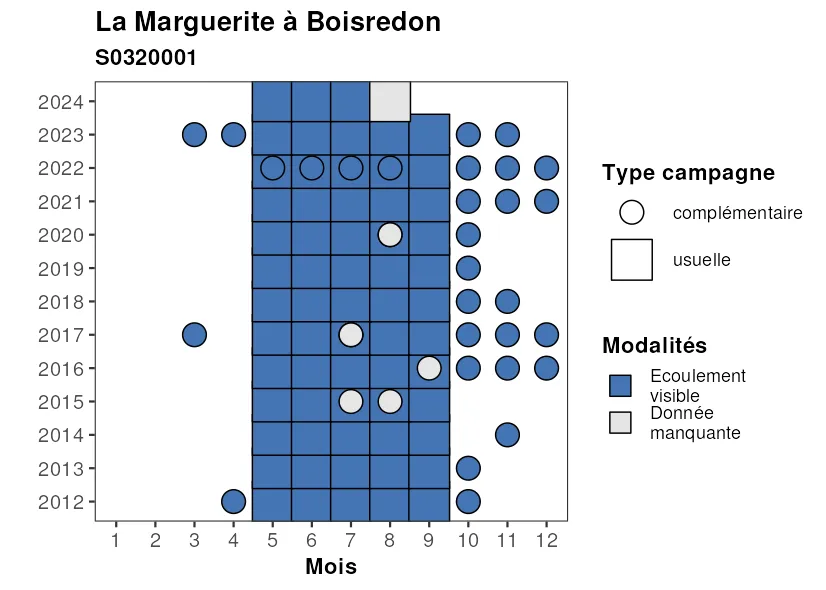 La Marguerite à Boisredon
S0320001
2024
2023
2022
2021
2020
2019
2018
2017
2016
2015
2014
2013
2012
1 2 3 4 5 6 7 8 9 10 11 12
Mois
Type campagne
complémentaire
usuelle
Modalités
Ecoulement
visible
Donnée
manquante